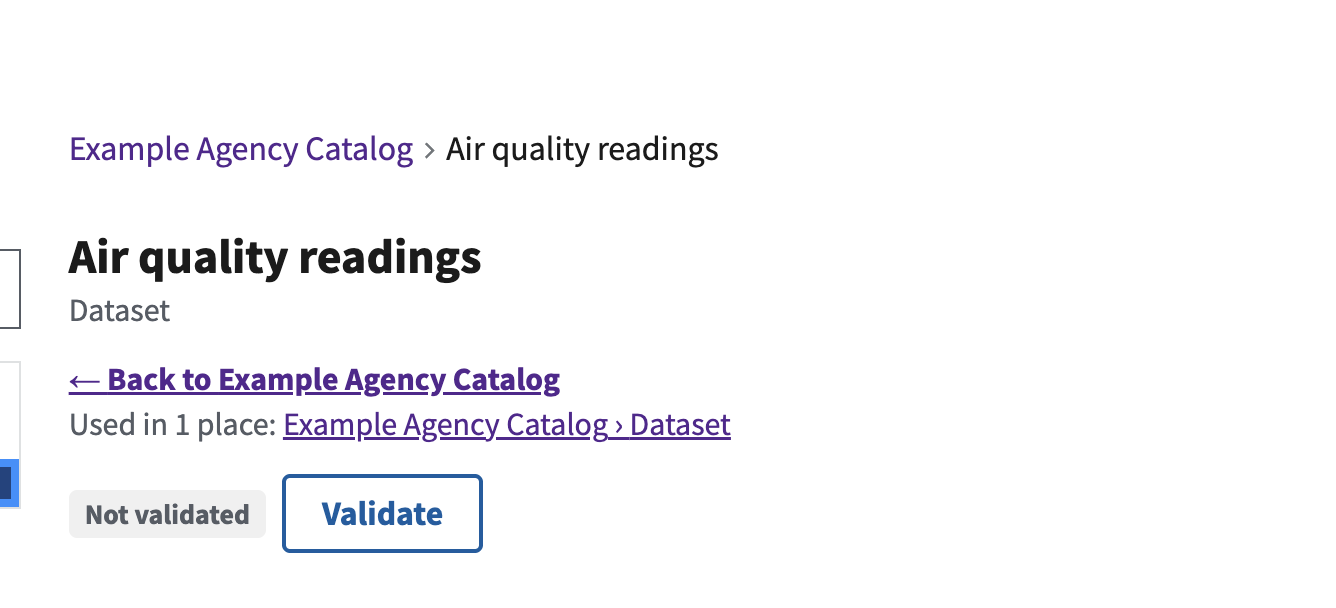 Example Agency Catalog › Air quality readings
Air quality readings
Dataset
← Back to Example Agency Catalog
Used in 1 place: Example Agency Catalog › Dataset
Not validated
Validate